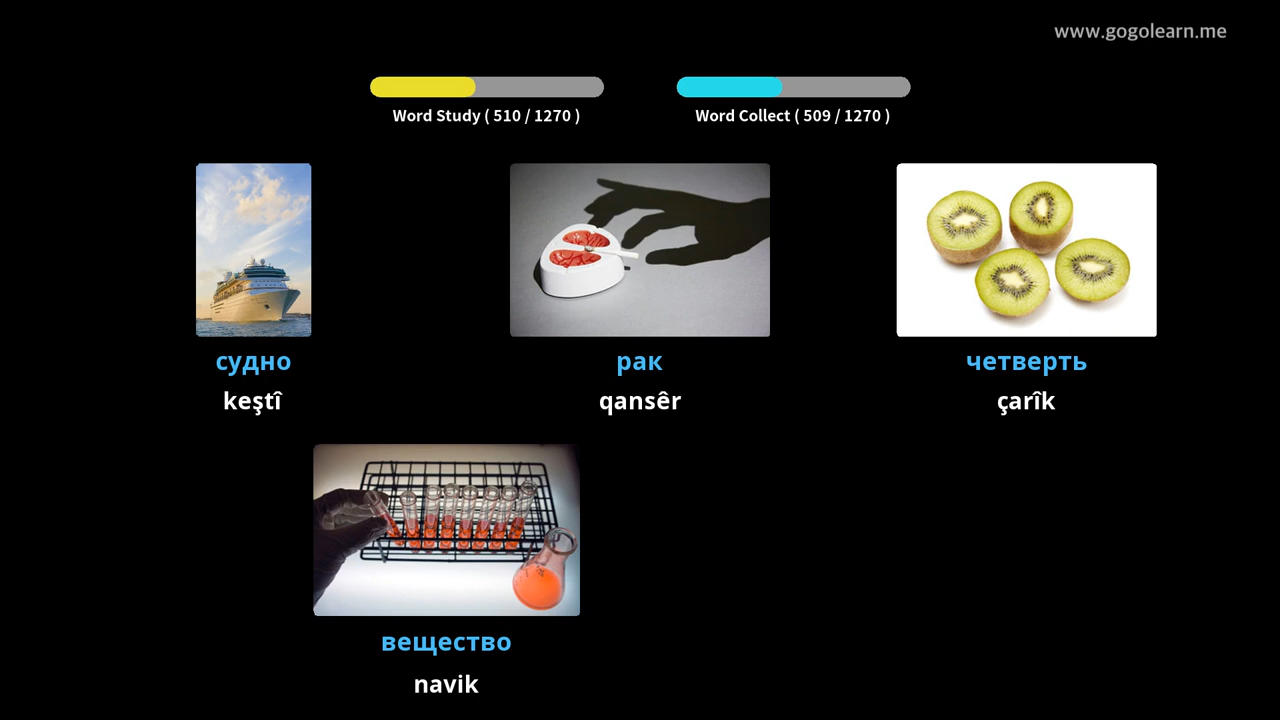 www.gogolearn.me
Word Study ( 510 / 1270 )
Word Collect ( 509 / 1270 )
судно
рак
четверть
keştî
qansêr
çarîk
вещество
navik